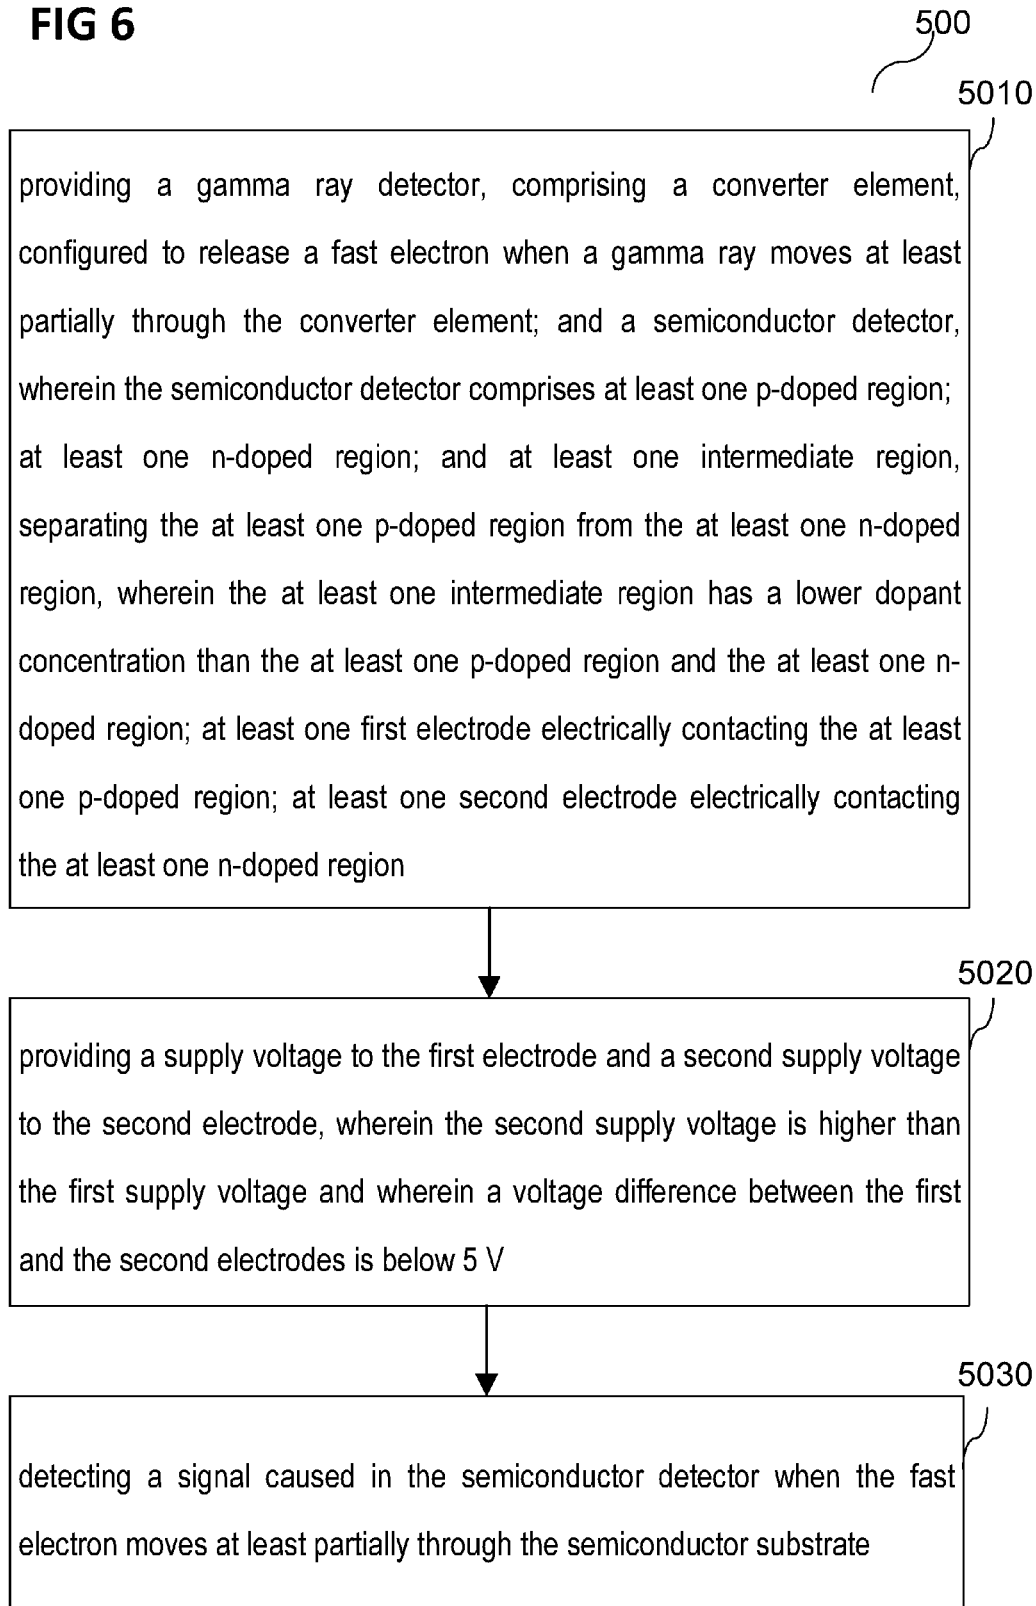 FIG 6
500
5010
providing a gamma ray detector, comprising a converter element,
configured to release a fast electron when a gamma ray moves at least
partially through the converter element; and a semiconductor detector,
wherein the semiconductor detector comprises at least one p-doped region;
at least one n-doped region; and at least one intermediate region,
separating the at least one p-doped region from the at least one n-doped
region, wherein the at least one intermediate region has a lower dopant
concentration than the at least one p-doped region and the at least one n-
doped region; at least one first electrode electrically contacting the at least
one p-doped region; at least one second electrode electrically contacting
the at least one n-doped region
5020
providing a supply voltage to the first electrode and a second supply voltage
to the second electrode, wherein the second supply voltage is higher than
the first supply voltage and wherein a voltage difference between the first
and the second electrodes is below 5 V
5030
detecting a signal caused in the semiconductor detector when the fast
electron moves at least partially through the semiconductor substrate